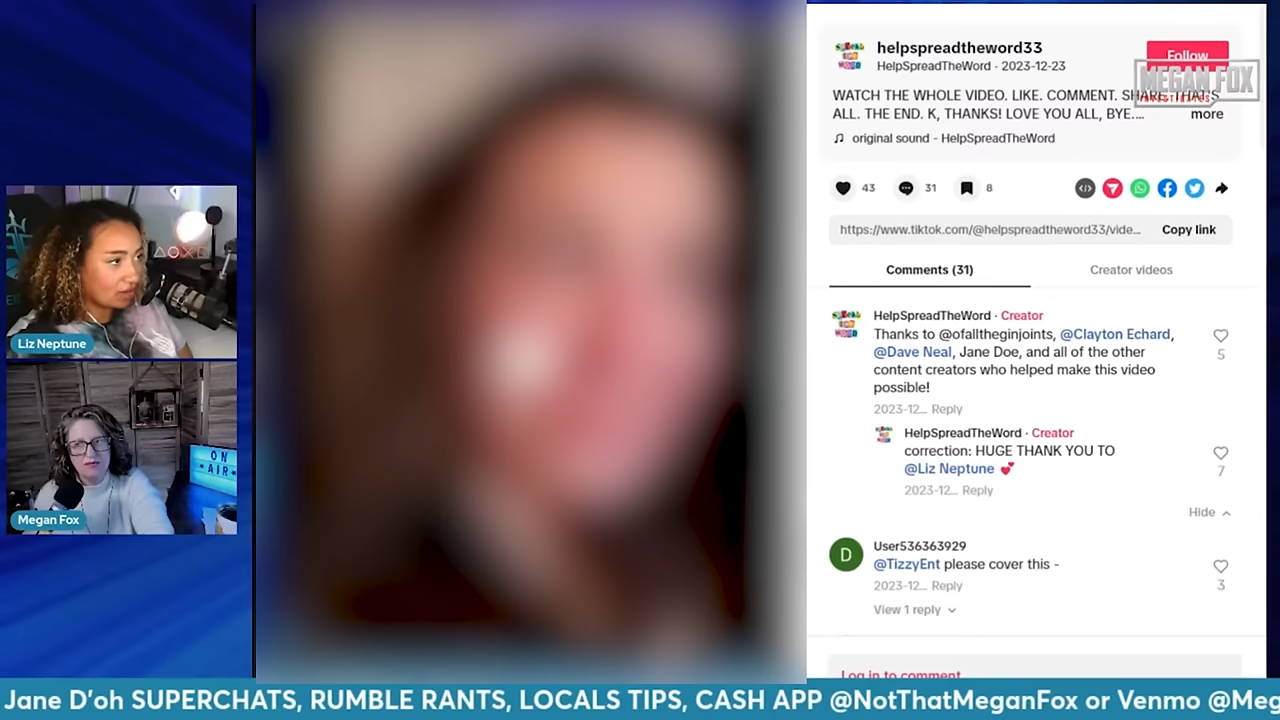 helpspreadtheword33
HelpSpreadTheWord · 2023-12-23
Follow
MEGAN FOX
WATCH THE WHOLE VIDEO. LIKE. COMMENT. SHARE. THAT'S
ALL. THE END. K, THANKS! LOVE YOU ALL, BYE....
more
original sound - HelpSpreadTheWord
43
31
8
https://www.tiktok.com/@helpspreadtheword33/vide...
Copy link
Comments (31)
Creator videos
HelpSpreadTheWord · Creator
Thanks to @ofalltheginjoints, @Clayton Echard,
@Dave Neal, Jane Doe, and all of the other
content creators who helped make this video
possible!
5
2023-12... Reply
HelpSpreadTheWord · Creator
correction: HUGE THANK YOU TO
@Liz Neptune 💕
7
2023-12... Reply
Hide
D
User536363929
@TizzyEnt please cover this -
3
2023-12... Reply
View 1 reply
Log in to comment
Liz Neptune
ON
AIR
Megan Fox
Jane D'oh SUPERCHATS, RUMBLE RANTS, LOCALS TIPS, CASH APP @NotThatMeganFox or Venmo @Meg